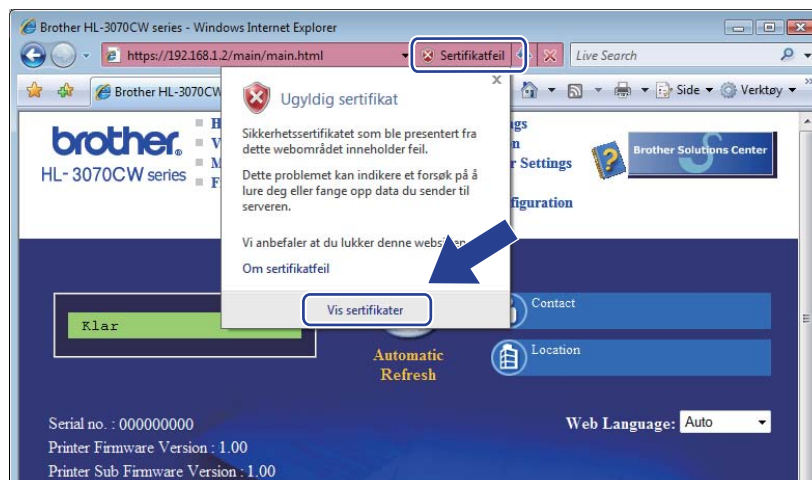 Brother HL-3070CW series - Windows Internet Explorer
https://192.168.1.2/main/main.html
Sertifikatfeil
Live Search
Brother HL-3070CW
Side
Verktøy
Ugyldig sertifikat
Sikkerhetssertifikatet som ble presentert fra
dette webområdet inneholder feil.
Dette problemet kan indikere et forsøk på å
lure deg eller fange opp data du sender til
serveren.
Vi anbefaler at du lukker denne
Om sertifikatfeil
Vis sertifikater
brother.
HL-3070CW series
Settings
Brother Solutions Center
Klar
Automatic
Refresh
Contact
Location
Serial no. : 000000000
Web Language: Auto
Printer Firmware Version : 1.00
Printer Sub Firmware Version : 1.00